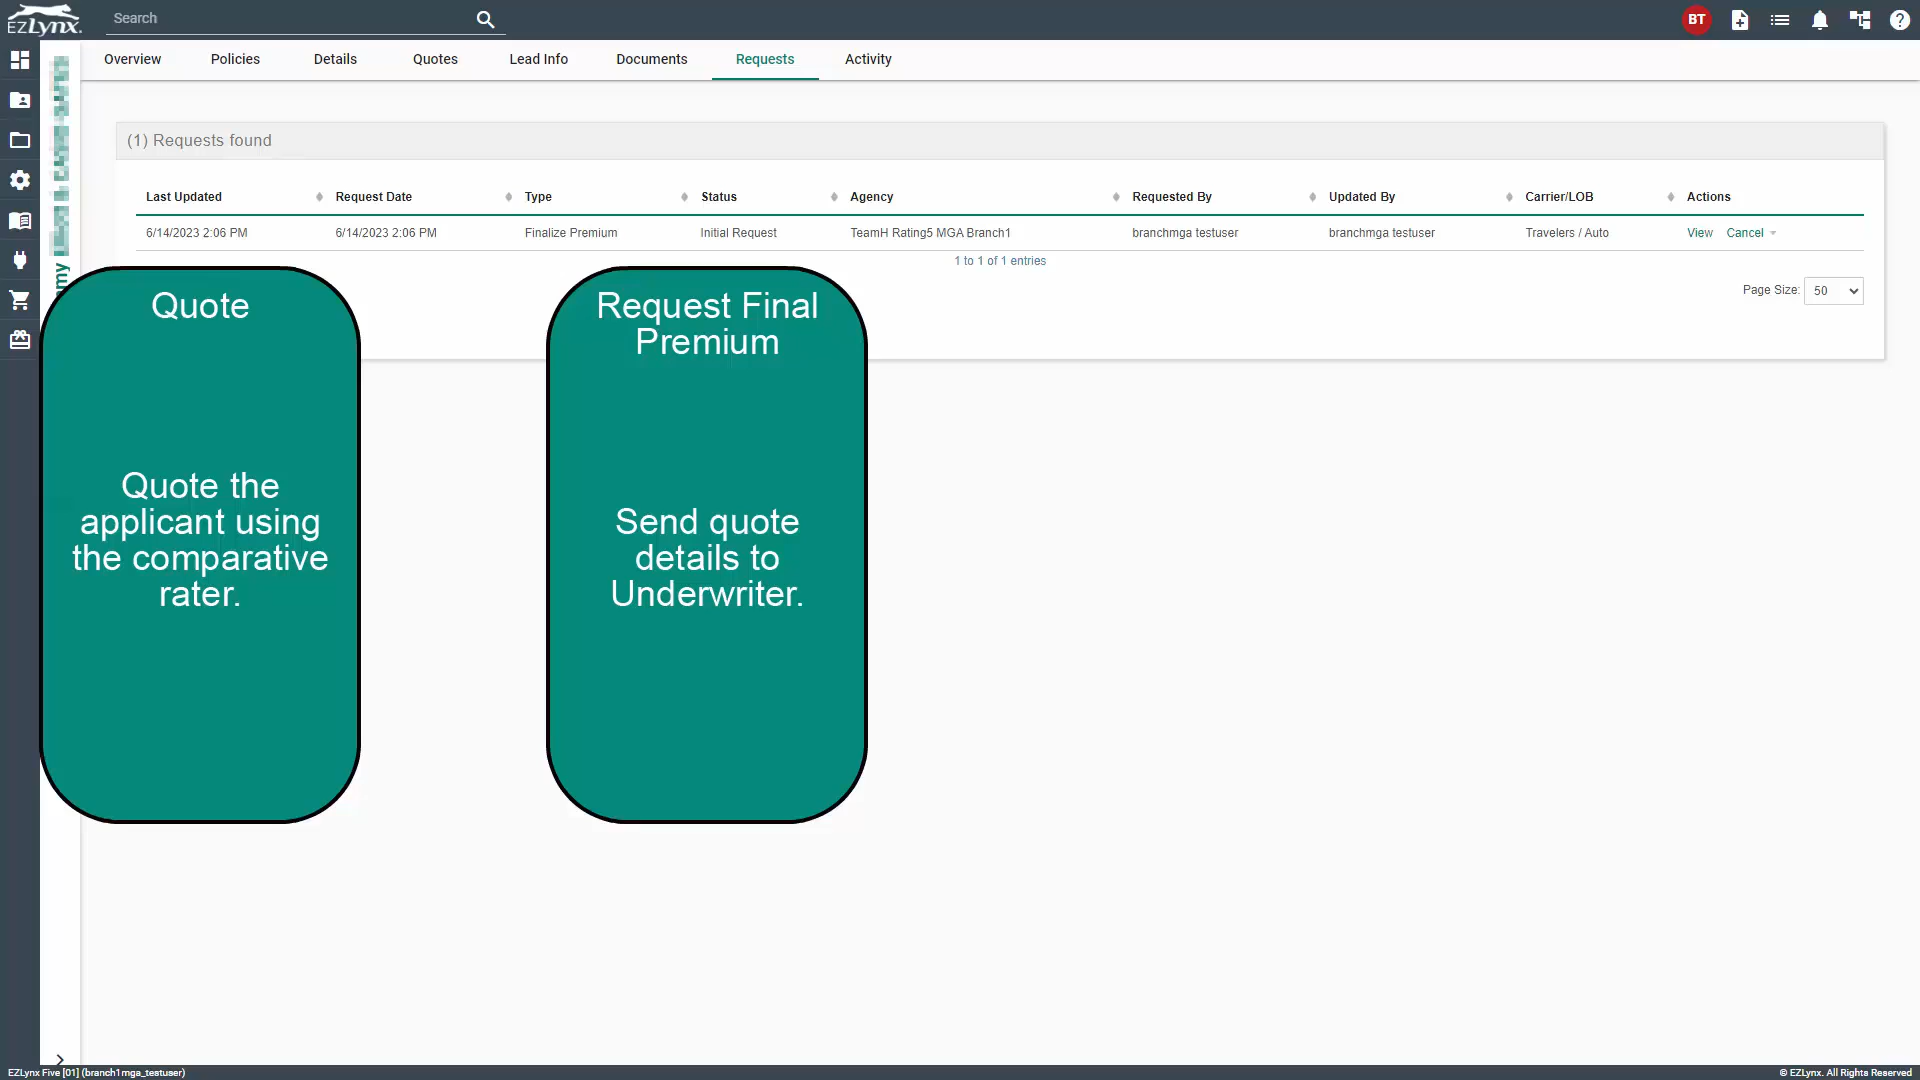 EZLynx
Search
BT
Overview Policies Details Quotes Lead Info Documents Requests Activity
(1) Requests found
Last Updated Request Date Type Status Agency Requested By Updated By Carrier/LOB Actions
6/14/2023 2:06 PM 6/14/2023 2:06 PM Finalize Premium Initial Request TeamH Rating5 MGA Branch1 branchmga testuser branchmga testuser Travelers / Auto View Cancel
1 to 1 of 1 entries
Page Size: 50
Quote
Quote the
applicant using
the comparative
rater.
Request Final
Premium
Send quote
details to
Underwriter.
EZLynx Five [01] (branch1mga_testuser)
© EZLynx. All Rights Reserved